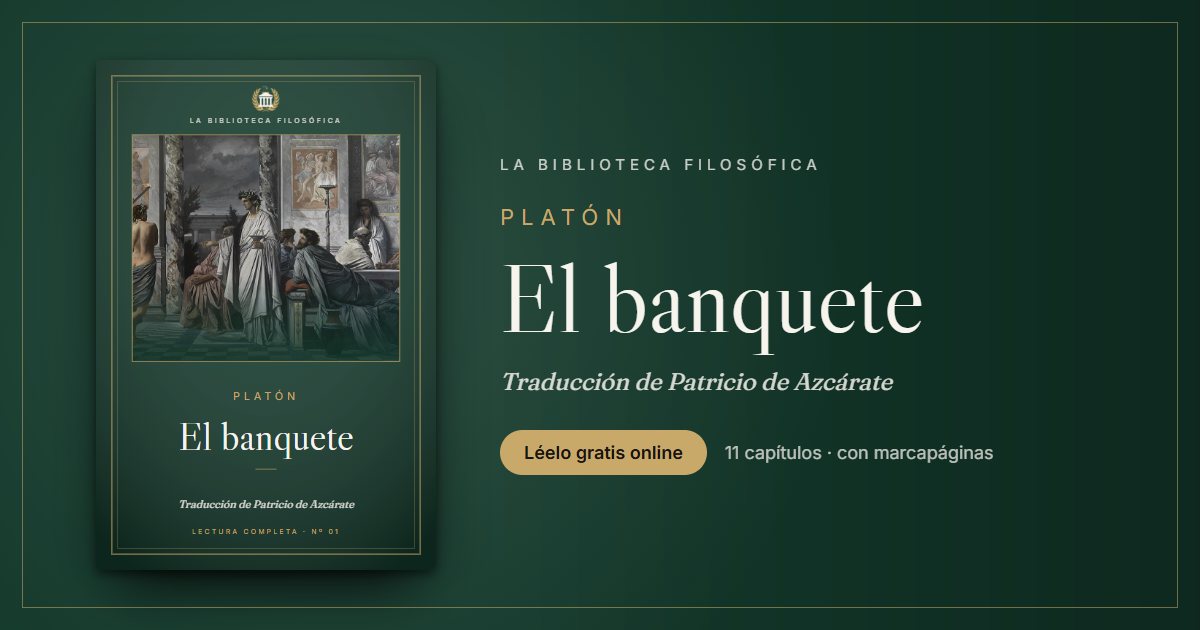 LA BIBLIOTECA FILOSÓFICA
PLATÓN
El banquete
Traducción de Patricio de Azcárate
LECTURA COMPLETA · Nº 01
LA BIBLIOTECA FILOSÓFICA
PLATÓN
El banquete
Traducción de Patricio de Azcárate
Léelo gratis online
11 capítulos · con marcapáginas